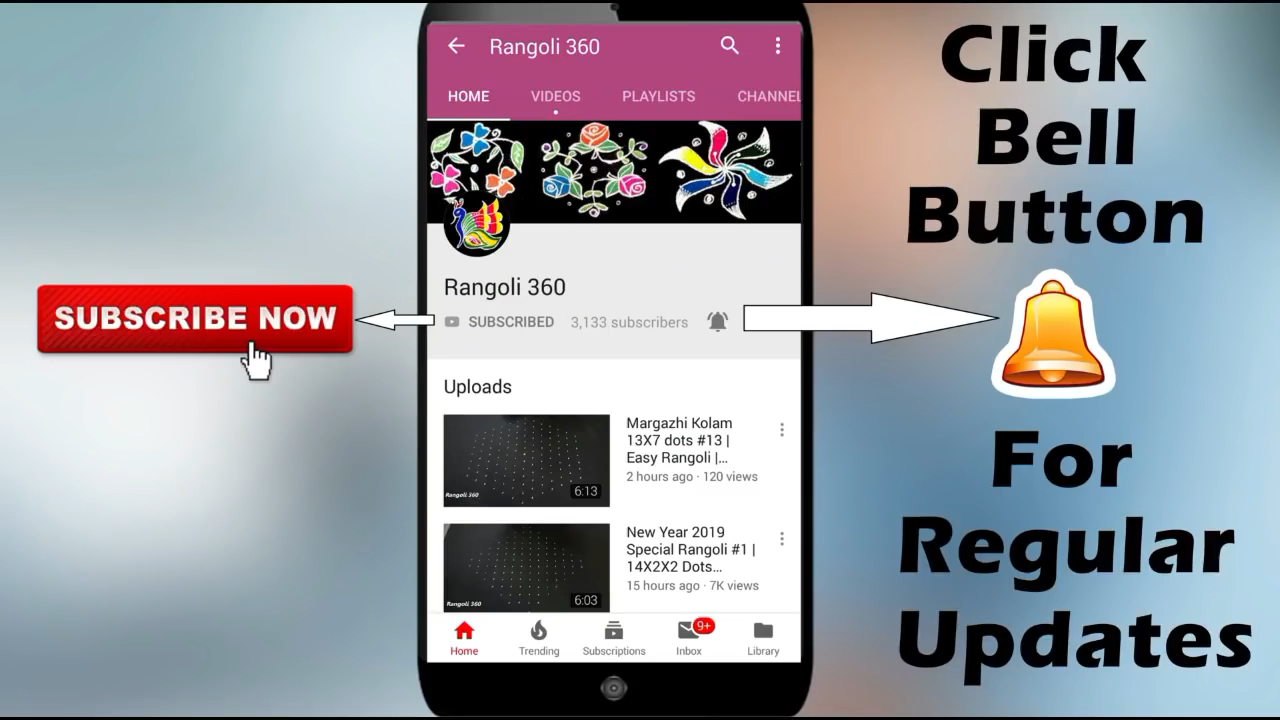 Rangoli 360
HOME VIDEOS PLAYLISTS CHANNEL
Rangoli 360
SUBSCRIBED 3,133 subscribers
Uploads
Margazhi Kolam
13X7 dots #13 |
Easy Rangoli |...
2 hours ago · 120 views
Rangoli 360
6:13
New Year 2019
Special Rangoli #1 |
14X2X2 Dots...
15 hours ago · 7K views
Rangoli 360
6:03
9+
Home Trending Subscriptions Inbox Library
SUBSCRIBE NOW
Click
Bell
Button
For
Regular
Updates